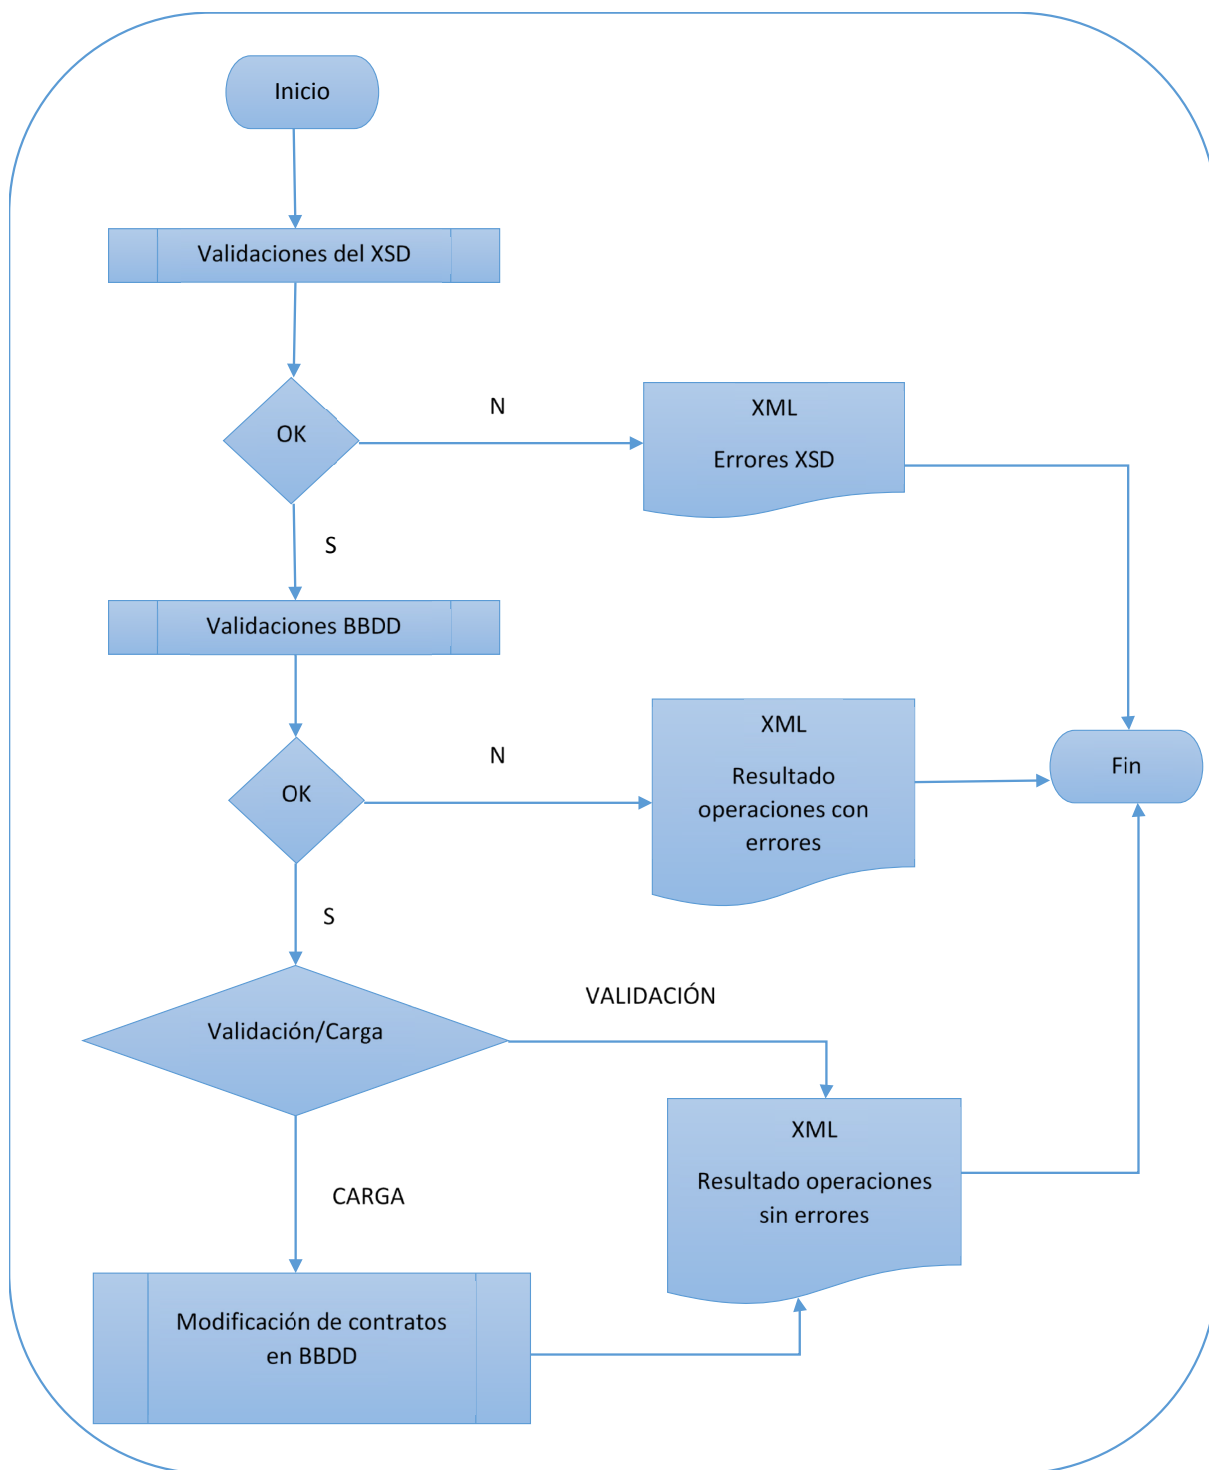 Inicio
Validaciones del XSD
OK
N
XML
Errores XSD
S
Validaciones BBDD
OK
N
XML
Resultado
operaciones con
errores
Fin
S
Validación/Carga
VALIDACIÓN
XML
Resultado operaciones
sin errores
CARGA
Modificación de contratos
en BBDD